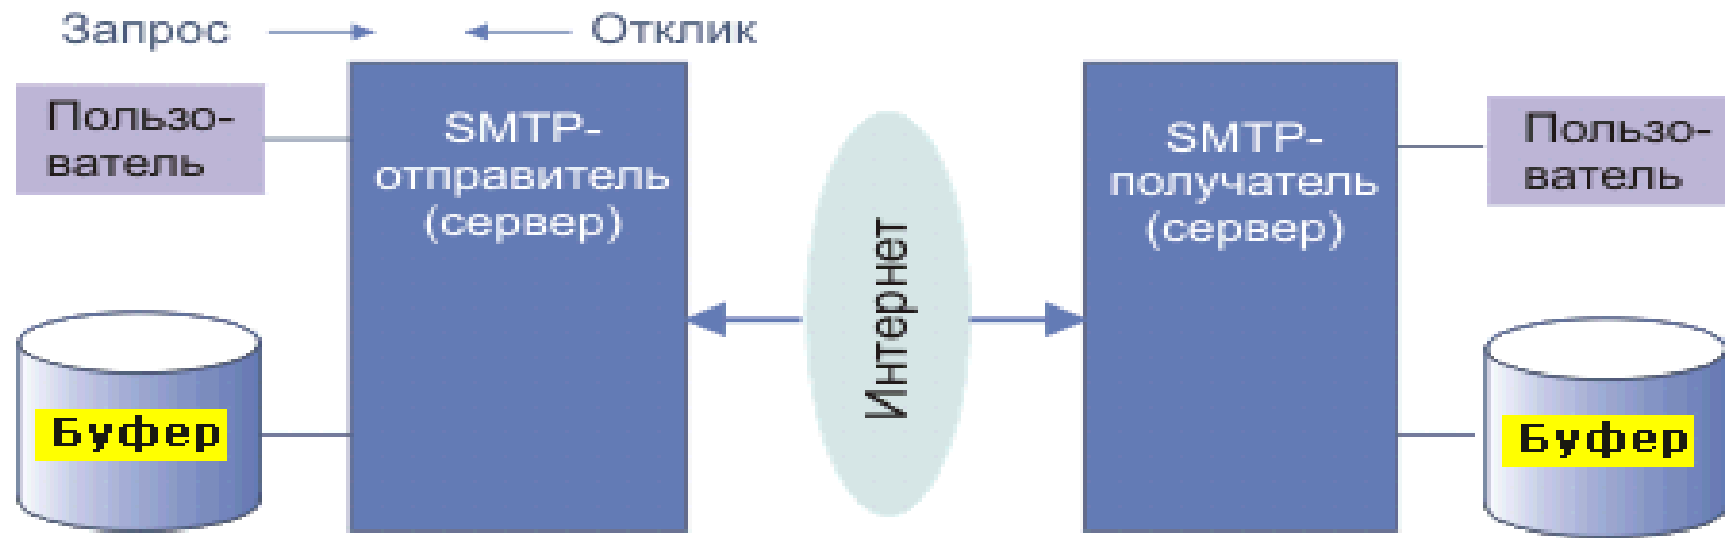 Запрос
Отклик
Пользо-
ватель
SMTP-
отправитель
(сервер)
Интернет
SMTP-
получатель
(сервер)
Пользо-
ватель
Буфер
Буфер